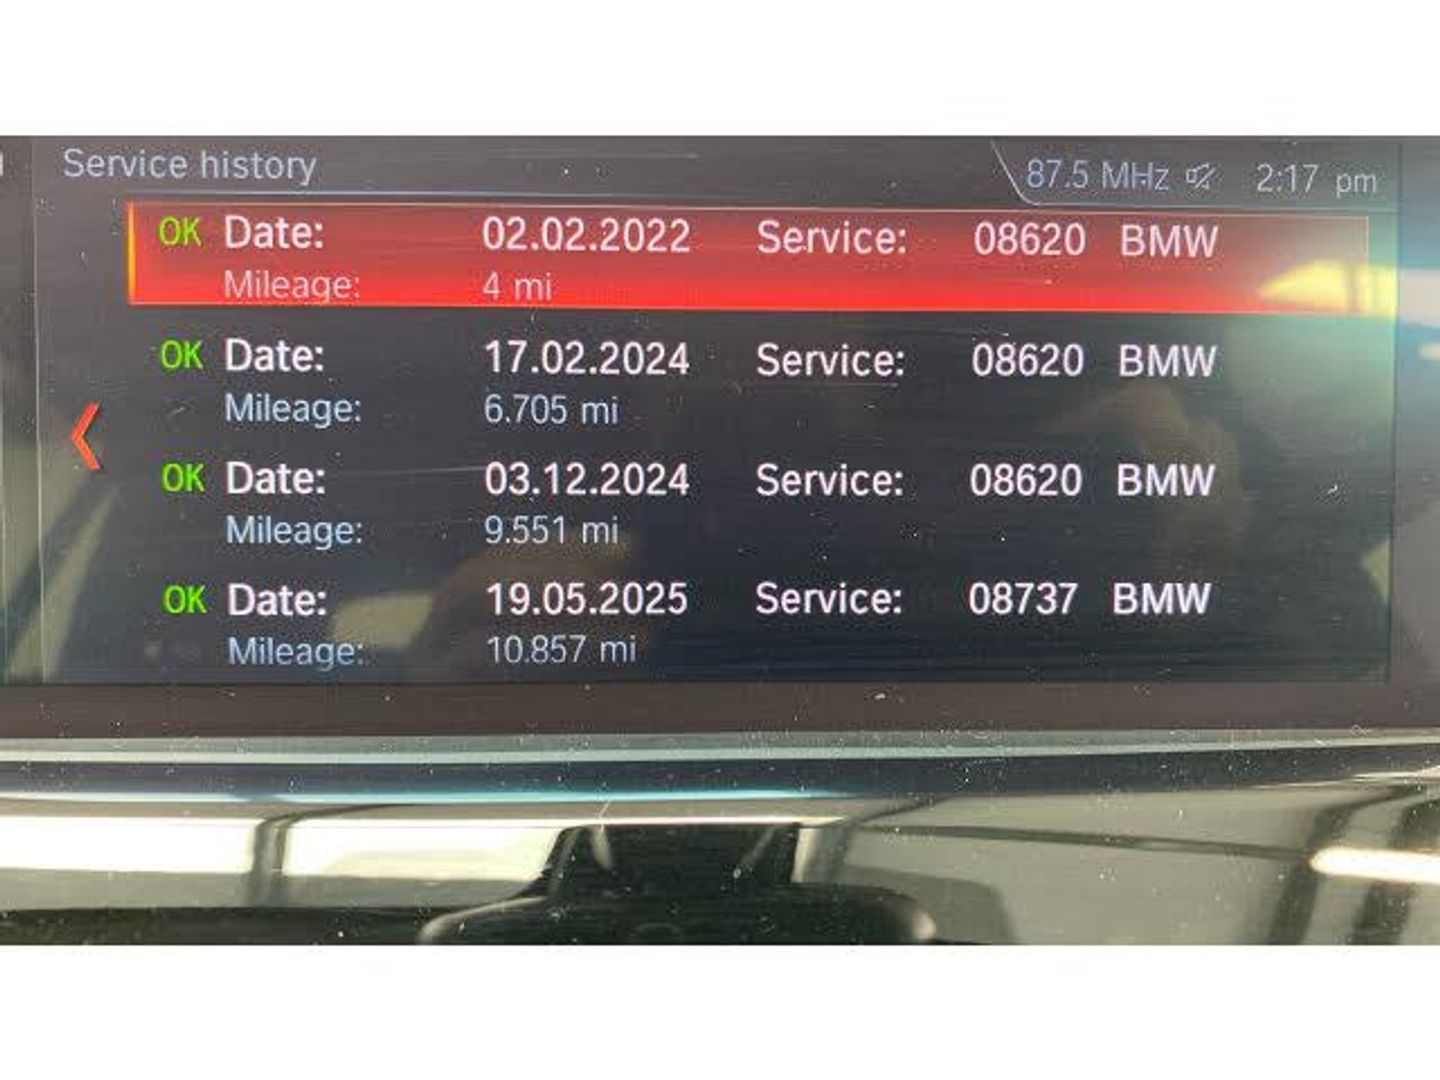 Service history 87.5 MHz 2:17 pm
OK Date: 02.02.2022 Service: 08620 BMW
Mileage: 4 mi
OK Date: 17.02.2024 Service: 08620 BMW
Mileage: 6.705 mi
OK Date: 03.12.2024 Service: 08620 BMW
Mileage: 9.551 mi
OK Date: 19.05.2025 Service: 08737 BMW
Mileage: 10.857 mi